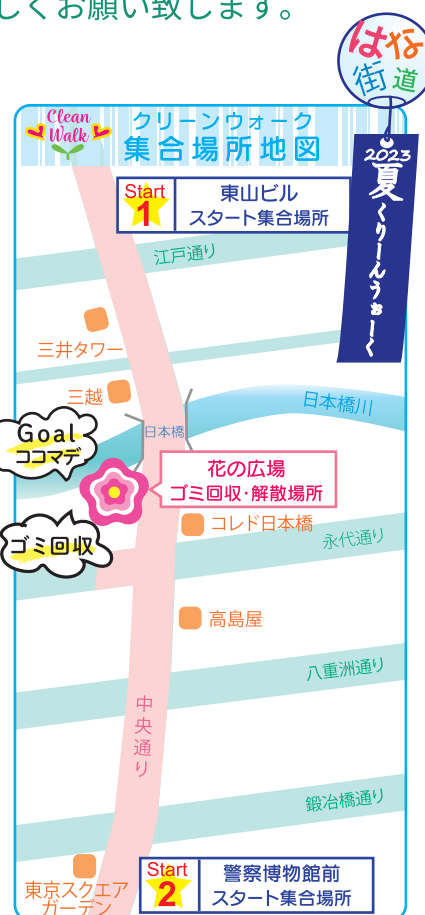 しくお願い致します。
はな
街道
2023
夏
くりーんうぉーく
Clean
Walk
クリーンウォーク
集合場所地図
Start
1
東山ビル
スタート集合場所
江戸通り
三井タワー
三越
日本橋川
日本橋
Goal
ココマデ
花の広場
ゴミ回収・解散場所
コレド日本橋
ゴミ回収
永代通り
高島屋
八重洲通り
中央通り
鍛冶橋通り
Start
2
警察博物館前
スタート集合場所
東京スクエア
ガーデン